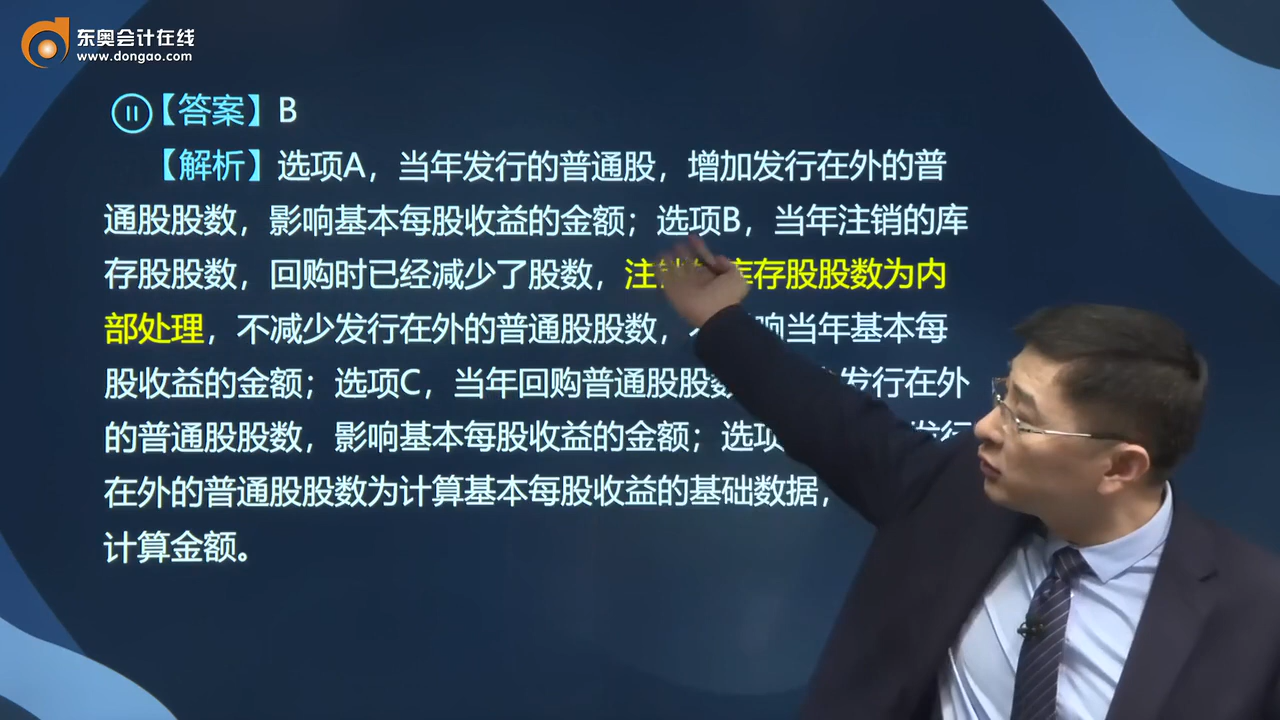 东奥会计在线
www.dongao.com
【答案】B
【解析】选项A，当年发行的普通股，增加发行在外的普
通股股数，影响基本每股收益的金额；选项B，当年注销的库
存股股数，回购时已经减少了股数，注销 库存股股数为内
部处理，不减少发行在外的普通股股数， 响当年基本每
股收益的金额；选项C，当年回购普通股股数 发行在外
的普通股股数，影响基本每股收益的金额；选项 发行
在外的普通股股数为计算基本每股收益的基础数据，
计算金额。